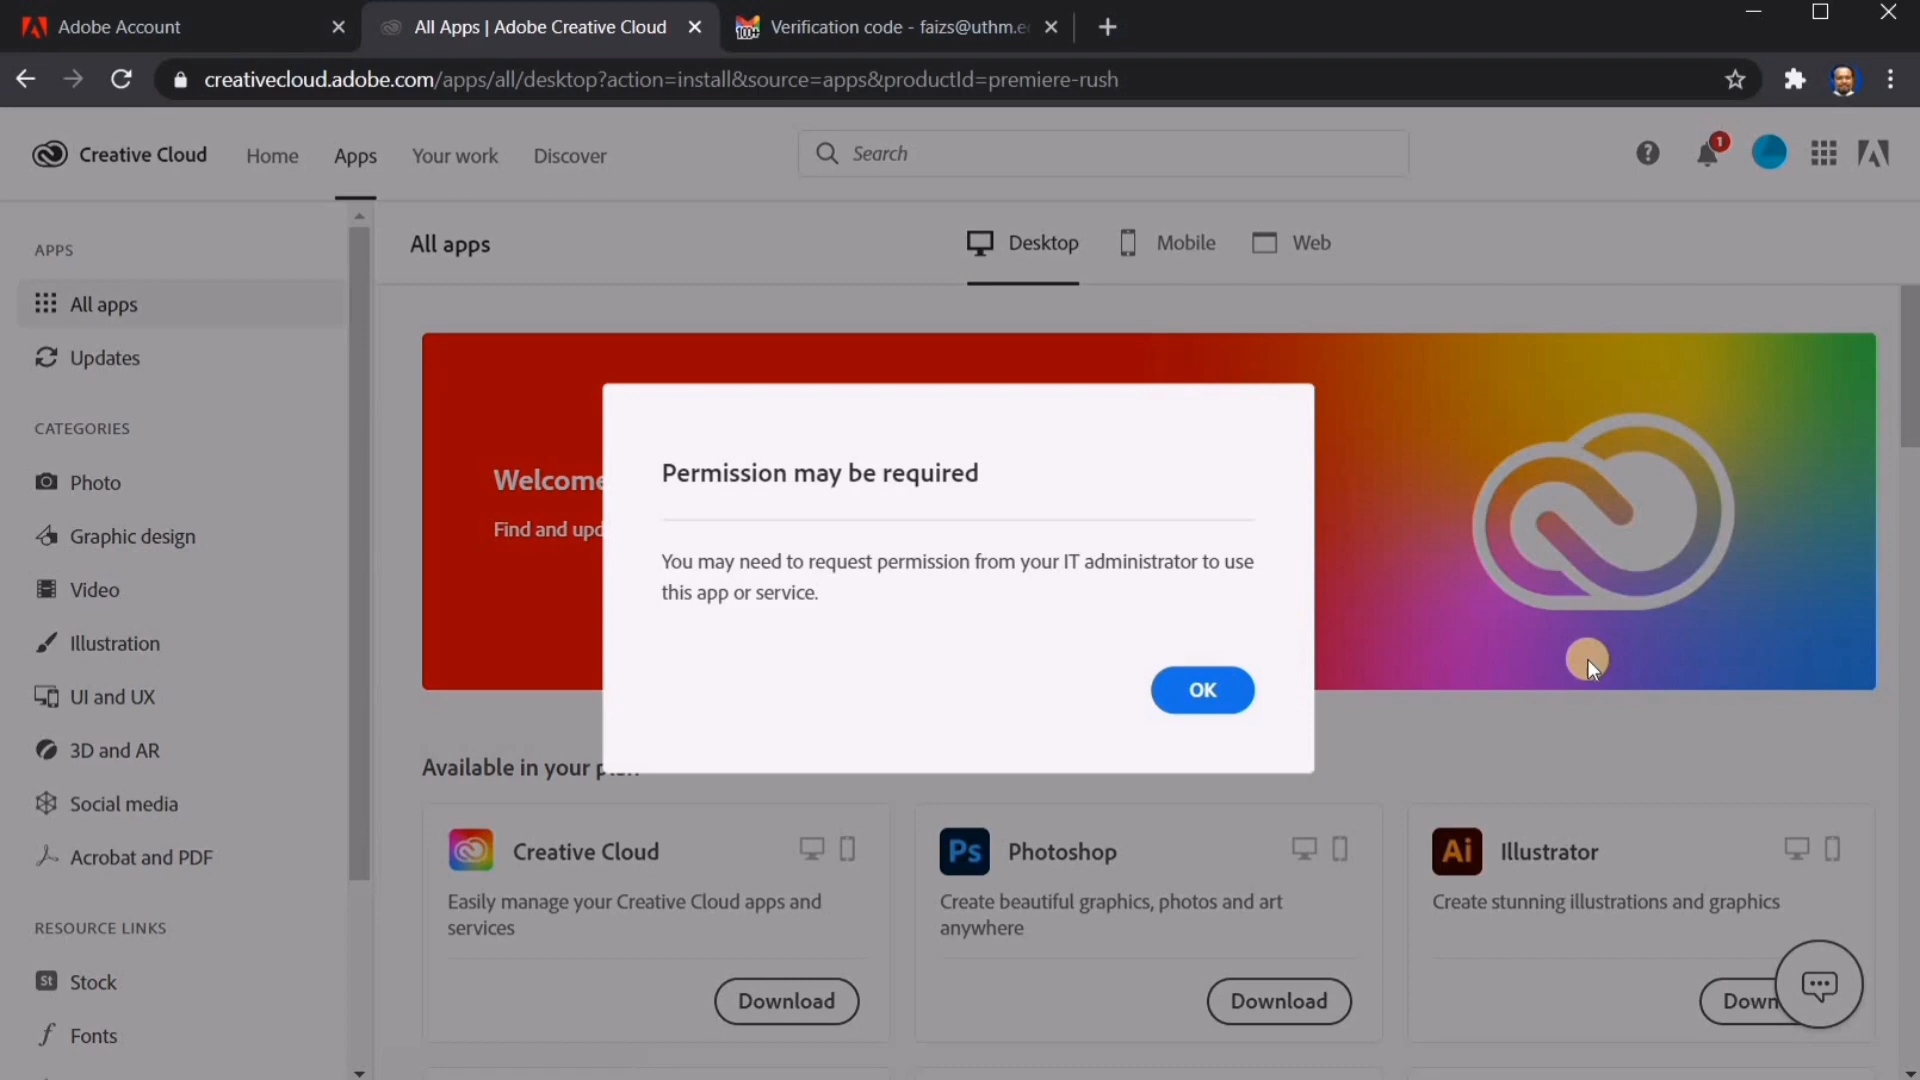 Adobe Account
All Apps | Adobe Creative Cloud
Verification code - faizs@uthm.e
creativecloud.adobe.com/apps/all/desktop?action=install&source=apps&productId=premiere-rush
Creative Cloud
Home
Apps
Your work
Discover
Search
1
APPS
All apps
Updates
CATEGORIES
Photo
Graphic design
Video
Illustration
UI and UX
3D and AR
Social media
Acrobat and PDF
RESOURCE LINKS
St Stock
Fonts
All apps
Desktop
Mobile
Web
Welcome
Find and upd
Permission may be required
You may need to request permission from your IT administrator to use
this app or service.
OK
Available in your plan
Creative Cloud
Easily manage your Creative Cloud apps and
services
Download
Ps Photoshop
Create beautiful graphics, photos and art
anywhere
Download
Ai Illustrator
Create stunning illustrations and graphics
Down